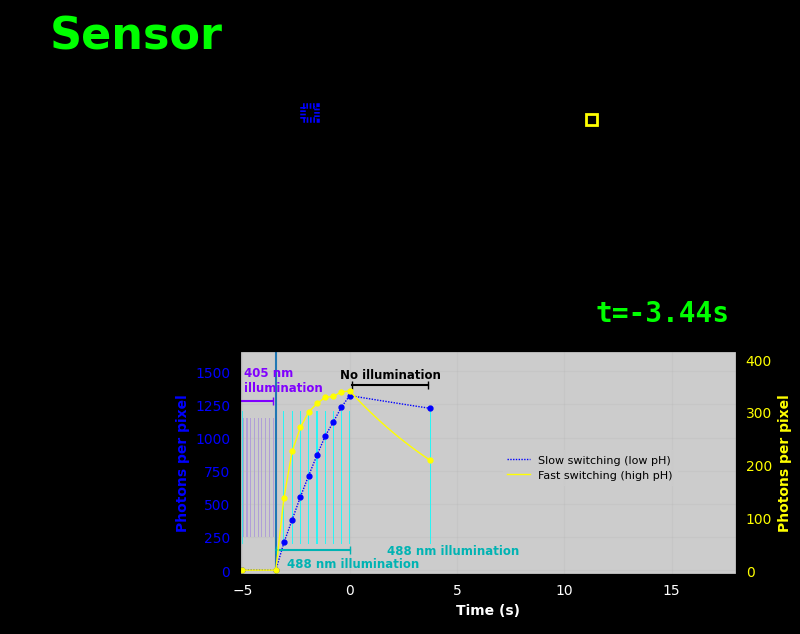 Sensor
t=-3.44s
405 nm
illumination
No illumination
Slow switching (low pH)
Fast switching (high pH)
488 nm illumination
488 nm illumination
Photons per pixel
1500
1250
1000
750
500
250
0
Photons per pixel
400
300
200
100
0
−5 0 5 10 15
Time (s)